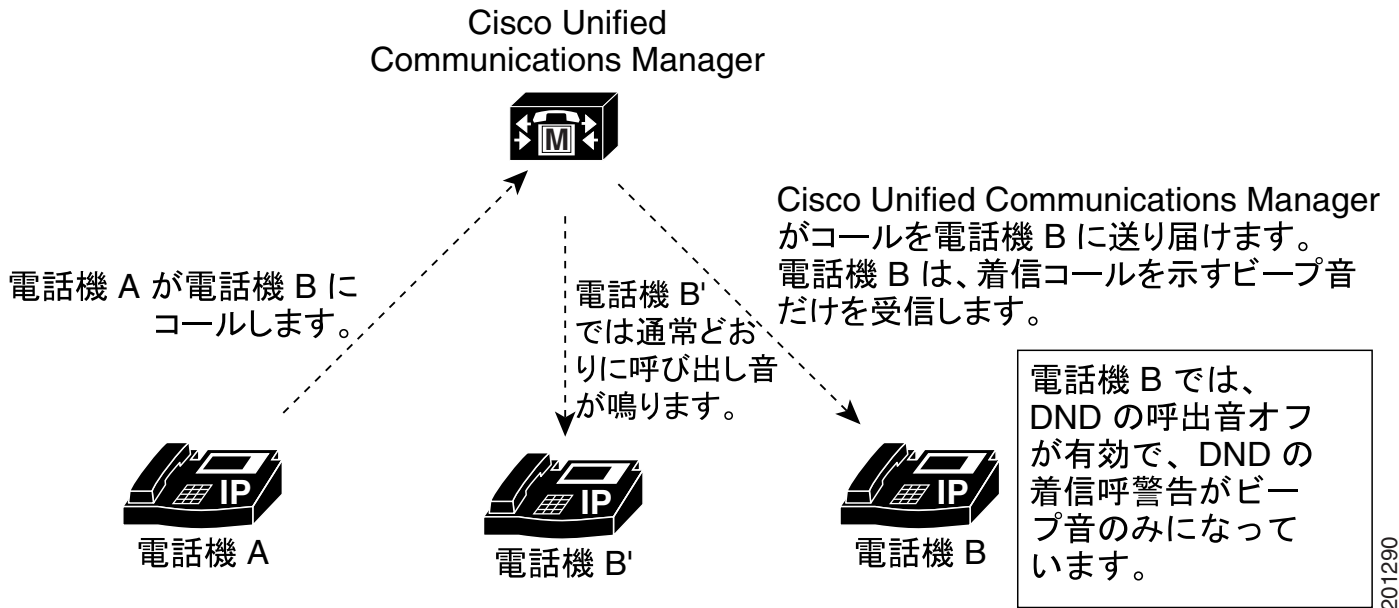 Cisco Unified
Communications Manager
M
Cisco Unified Communications Manager
がコールを電話機 B に送り届けます。
電話機 B は、着信コールを示すビープ音
だけを受信します。
電話機 A が電話機 B に
コールします。
電話機 B'
では通常どお
りに呼び出し音
が鳴ります。
電話機 B では、
DND の呼出音オフ
が有効で、DND の
着信呼警告がビー
プ音のみになって
います。
IP
IP
IP
電話機 A
電話機 B'
電話機 B
201290